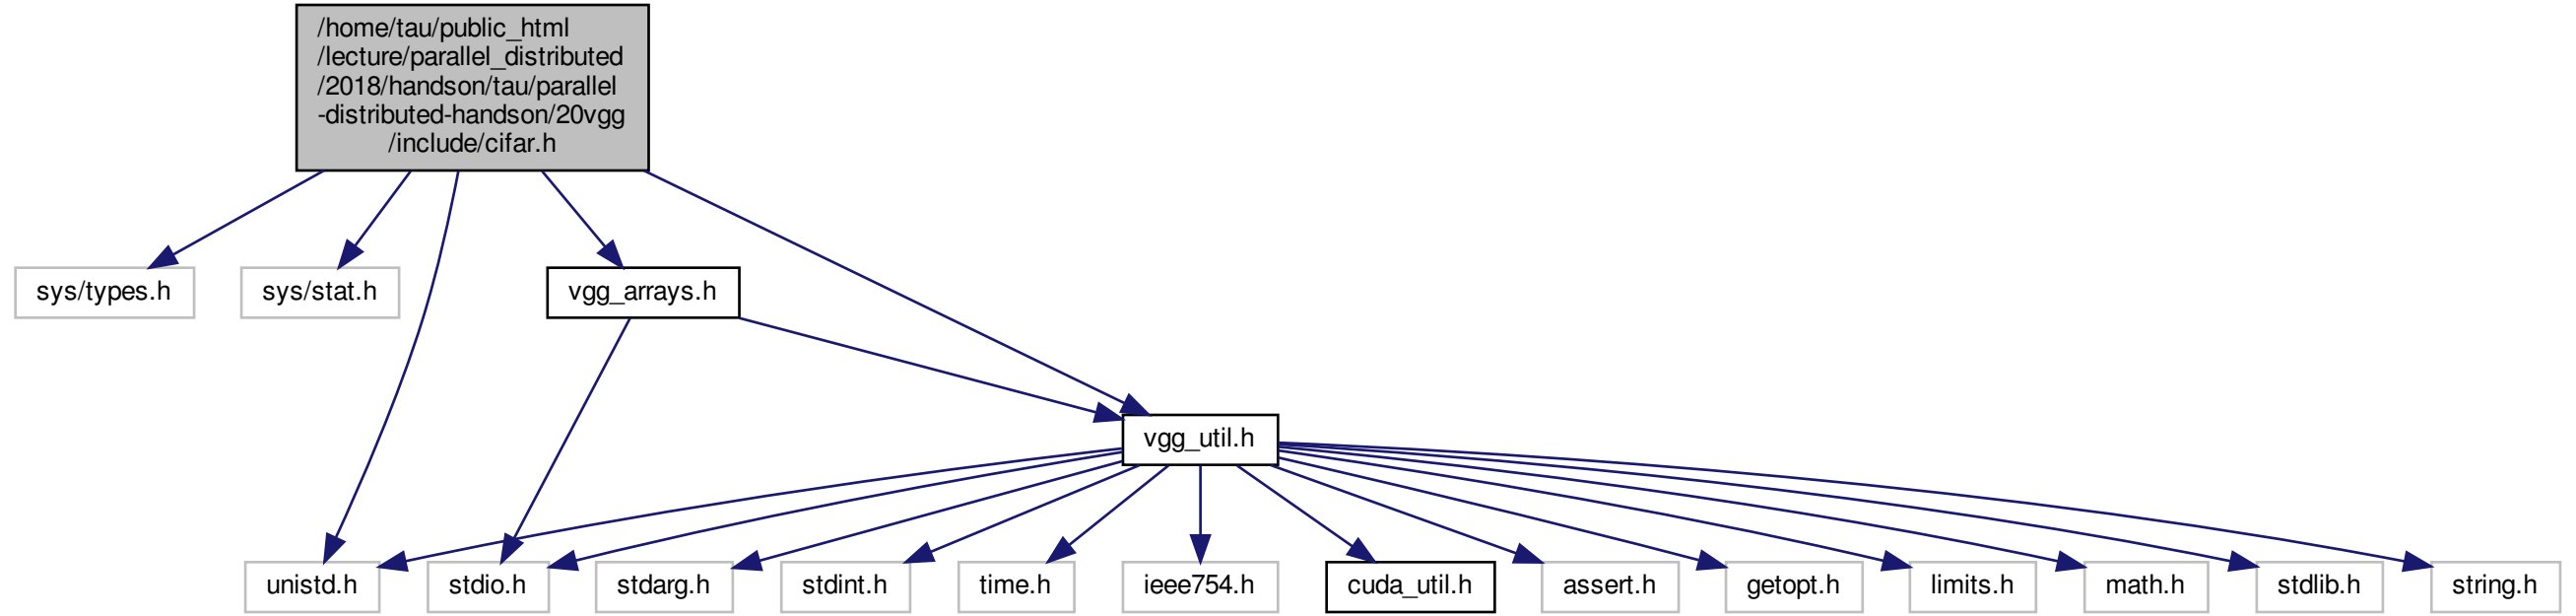 /home/tau/public_html
/lecture/parallel_distributed
/2018/handson/tau/parallel
-distributed-handson/20vgg
/include/cifar.h
sys/types.h
sys/stat.h
vgg_arrays.h
vgg_util.h
unistd.h
stdio.h
stdarg.h
stdint.h
time.h
ieee754.h
cuda_util.h
assert.h
getopt.h
limits.h
math.h
stdlib.h
string.h